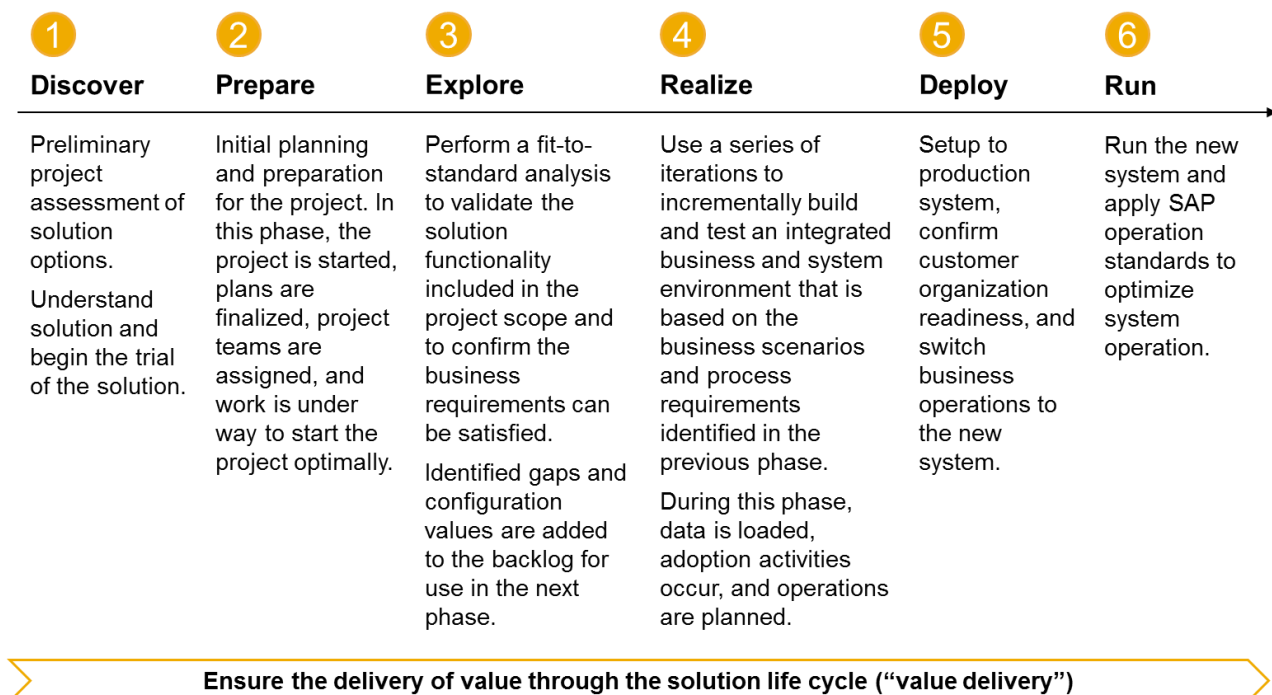 1
Discover
Preliminary
project
assessment of
solution
options.
Understand
solution and
begin the trial
of the solution.
2
Prepare
Initial planning
and preparation
for the project. In
this phase, the
project is started,
plans are
finalized, project
teams are
assigned, and
work is under
way to start the
project optimally.
3
Explore
Perform a fit-to-
standard analysis
to validate the
solution
functionality
included in the
project scope and
to confirm the
business
requirements can
be satisfied.
Identified gaps and
configuration
values are added
to the backlog for
use in the next
phase.
4
Realize
Use a series of
iterations to
incrementally build
and test an integrated
business and system
environment that is
based on the
business scenarios
and process
requirements
identified in the
previous phase.
During this phase,
data is loaded,
adoption activities
occur, and operations
are planned.
5
Deploy
Setup to
production
system,
confirm
customer
organization
readiness, and
switch
business
operations to
the new
system.
6
Run
Run the new
system and
apply SAP
operation
standards to
optimize
system
operation.
Ensure the delivery of value through the solution life cycle (“value delivery”)